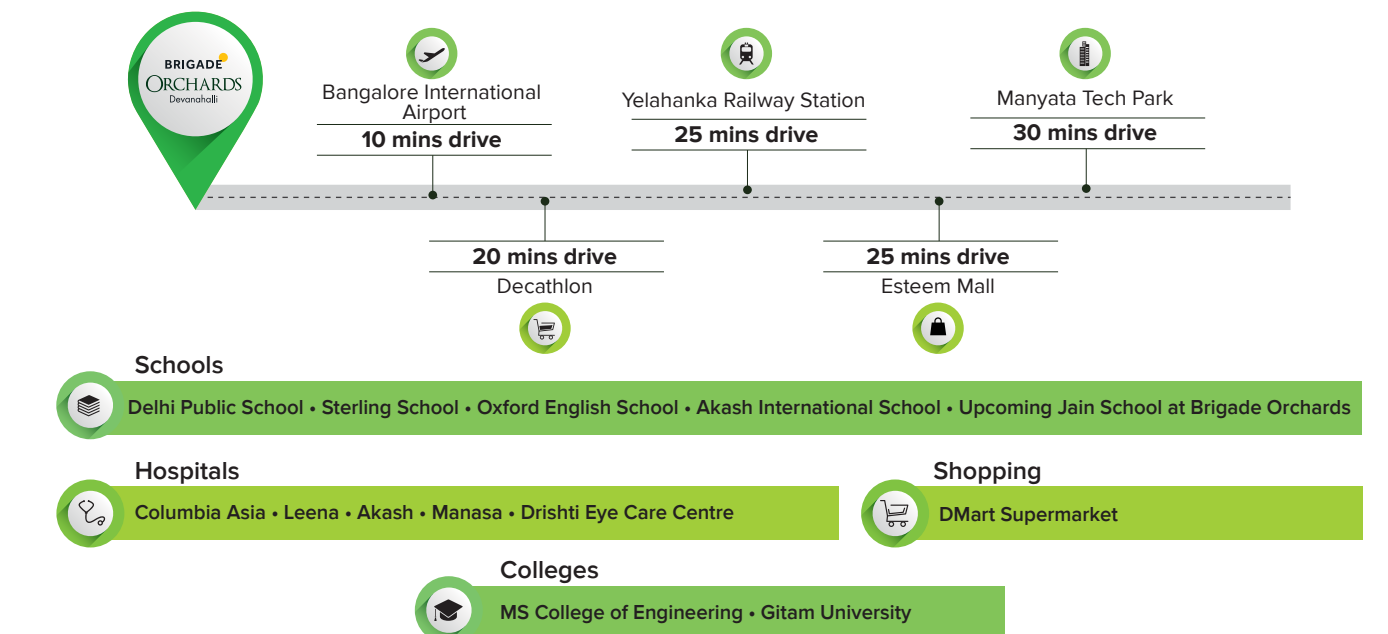 BRIGADE
ORCHARDS
Devanahalli
Bangalore International
Airport
10 mins drive
Yelahanka Railway Station
25 mins drive
Manyata Tech Park
30 mins drive
20 mins drive
Decathlon
25 mins drive
Esteem Mall
Schools
Delhi Public School • Sterling School • Oxford English School • Akash International School • Upcoming Jain School at Brigade Orchards
Hospitals
Columbia Asia • Leena • Akash • Manasa • Drishti Eye Care Centre
Shopping
DMart Supermarket
Colleges
MS College of Engineering • Gitam University